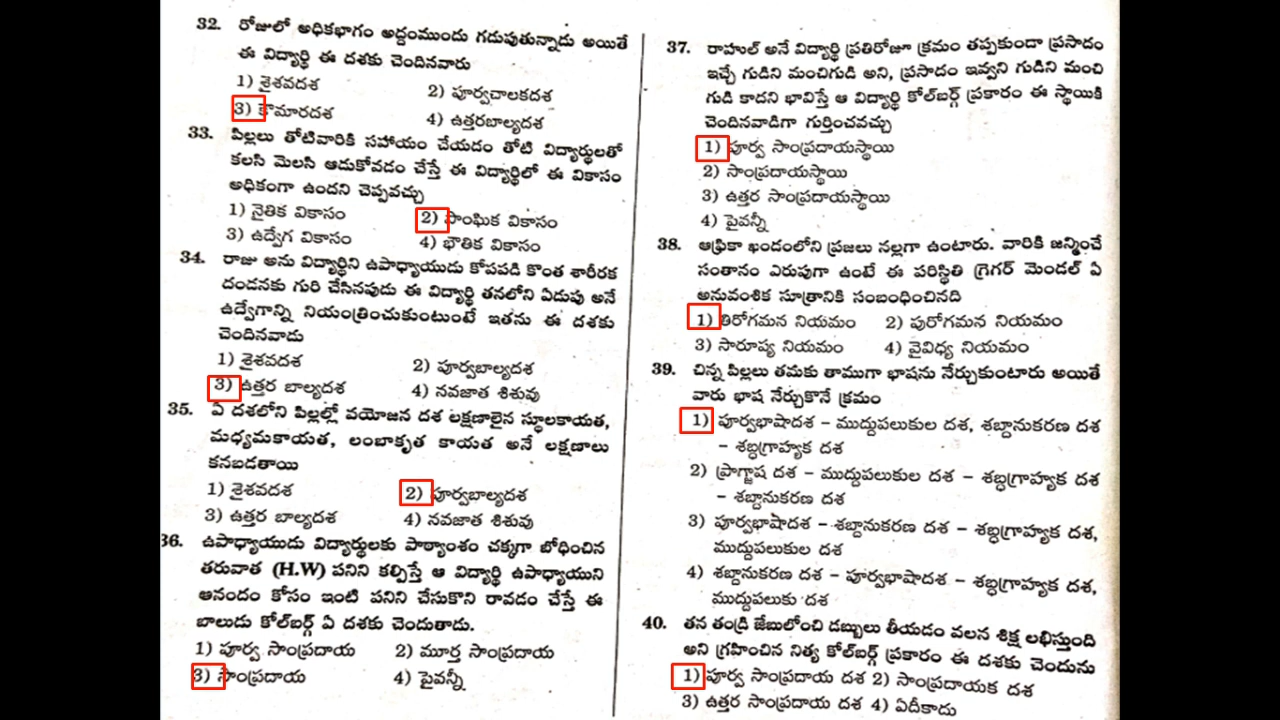 32. రోజులో అధికభాగం అద్దంముందు గడుపుతున్నాడు అయితే
ఈ విద్యార్థి ఈ దశకు చెందినవారు
1) శైశవదశ 2) పూర్వచాలకదశ
3) కౌమారదశ 4) ఉత్తరబాల్యదశ
33. పిల్లలు తోటివారికి సహాయం చేయడం తోటి విద్యార్థులతో
కలసి మెలసి ఆడుకోవడం చేస్తే ఈ విద్యార్థిలో ఈ వికాసం
అధికంగా ఉందని చెప్పవచ్చు
1) నైతిక వికాసం 2) సాంఘిక వికాసం
3) ఉద్వేగ వికాసం 4) భౌతిక వికాసం
34. రాజు అను విద్యార్థిని ఉపాధ్యాయుడు కోపపడి కొంత శారీరక
దండనకు గురి చేసినపుడు ఈ విద్యార్థి తనలోని ఏడుపు అనే
ఉద్వేగాన్ని నియంత్రించుకుంటుంటే ఇతను ఈ దశకు
చెందినవాడు
1) శైశవదశ 2) పూర్వబాల్యదశ
3) ఉత్తర బాల్యదశ 4) నవజాత శిశువు
35. ఏ దశలోని పిల్లల్లో వయోజన దశ లక్షణాలైన స్థూలకాయత,
మధ్యమకాయత, లంబాకృత కాయత అనే లక్షణాలు
కనబడతాయి
1) శైశవదశ 2) పూర్వబాల్యదశ
3) ఉత్తర బాల్యదశ 4) నవజాత శిశువు
36. ఉపాధ్యాయుడు విద్యార్థులకు పాఠ్యాంశం చక్కగా బోధించిన
తరువాత (H.W) పనిని కల్పిస్తే ఆ విద్యార్థి ఉపాధ్యాయుని
ఆనందం కోసం ఇంటి పనిని చేసుకొని రావడం చేస్తే ఈ
బాలుడు కోల్‌బర్గ్ ఏ దశకు చెందుతాడు.
1) పూర్వ సాంప్రదాయ 2) మూర్త సాంప్రదాయ
3) సాంప్రదాయ 4) పైవన్నీ
37. రాహుల్ అనే విద్యార్థి ప్రతిరోజూ క్రమం తప్పకుండా ప్రసాదం
ఇచ్చే గుడిని మంచిగుడి అని, ప్రసాదం ఇవ్వని గుడిని మంచి
గుడి కాదని భావిస్తే ఆ విద్యార్థి కోల్‌బర్గ్ ప్రకారం ఈ స్థాయికి
చెందినవాడిగా గుర్తించవచ్చు
1) పూర్వ సాంప్రదాయస్థాయి
2) సాంప్రదాయస్థాయి
3) ఉత్తర సాంప్రదాయస్థాయి
4) పైవన్నీ
38. ఆఫ్రికా ఖండంలోని ప్రజలు నల్లగా ఉంటారు. వారికి జన్మించే
సంతానం ఎరుపుగా ఉంటే ఈ పరిస్థితి గ్రెగర్ మెండల్ ఏ
అనువంశిక సూత్రానికి సంబంధించినది
1) తిరోగమన నియమం 2) పురోగమన నియమం
3) సారూప్య నియమం 4) వైవిధ్య నియమం
39. చిన్న పిల్లలు తమకు తాముగా భాషను నేర్చుకుంటారు అయితే
వారు భాష నేర్చుకొనే క్రమం
1) పూర్వభాషాదశ – ముద్దుపలుకుల దశ, శబ్దానుకరణ దశ
– శబ్ధగ్రాహ్యక దశ
2) ప్రాగ్భాష దశ – ముద్దుపలుకుల దశ – శబ్ధగ్రాహ్యక దశ
– శబ్దానుకరణ దశ
3) పూర్వభాషాదశ – శబ్దానుకరణ దశ – శబ్ధగ్రాహ్యక దశ,
ముద్దుపలుకుల దశ
4) శబ్దానుకరణ దశ – పూర్వభాషాదశ – శబ్ధగ్రాహ్యక దశ,
ముద్దుపలుకు దశ
40. తన తండ్రి జేబులోంచి డబ్బులు తీయడం వలన శిక్ష లభిస్తుంది
అని గ్రహించిన నిత్య కోల్‌బర్గ్ ప్రకారం ఈ దశకు చెందును
1) పూర్వ సాంప్రదాయ దశ 2) సాంప్రదాయక దశ
3) ఉత్తర సాంప్రదాయ దశ 4) ఏదీకాదు